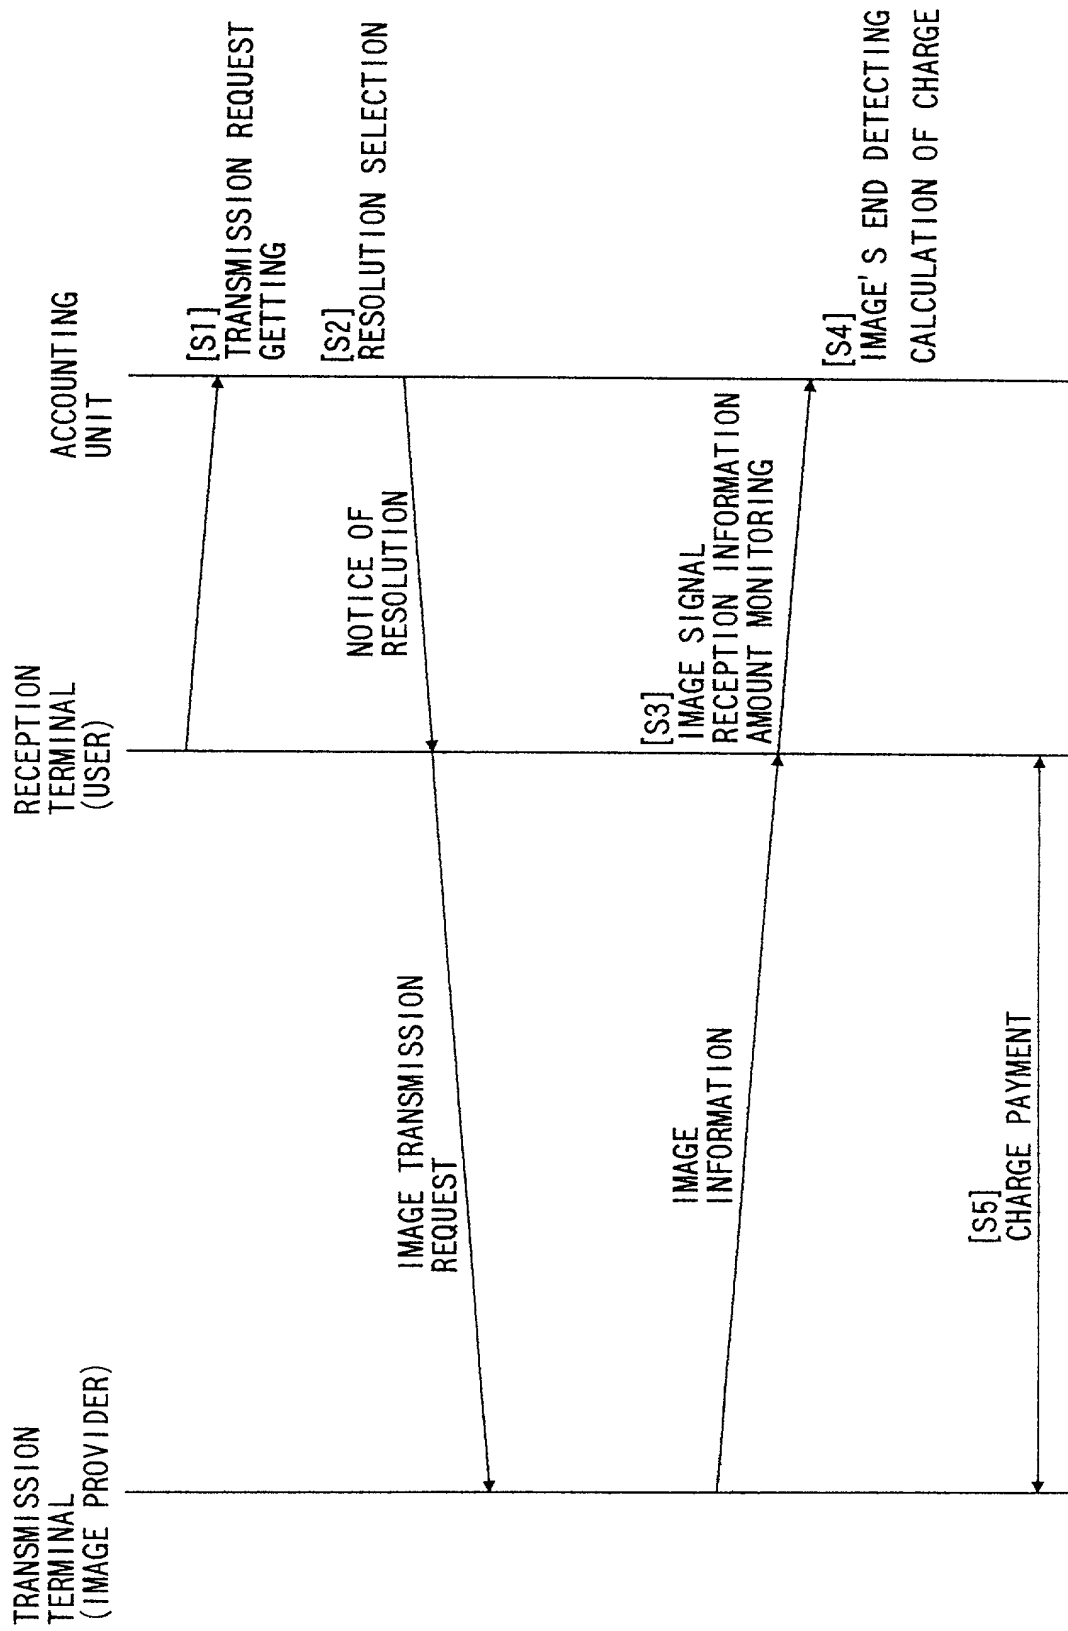 TRANSMISSION
TERMINAL
(IMAGE PROVIDER)
RECEPTION
TERMINAL
(USER)
ACCOUNTING
UNIT
[S1]
TRANSMISSION REQUEST
GETTING
[S2]
RESOLUTION SELECTION
NOTICE OF
RESOLUTION
IMAGE TRANSMISSION
REQUEST
IMAGE
INFORMATION
[S3]
IMAGE SIGNAL
RECEPTION INFORMATION
AMOUNT MONITORING
[S4]
IMAGE'S END DETECTING
CALCULATION OF CHARGE
[S5]
CHARGE PAYMENT